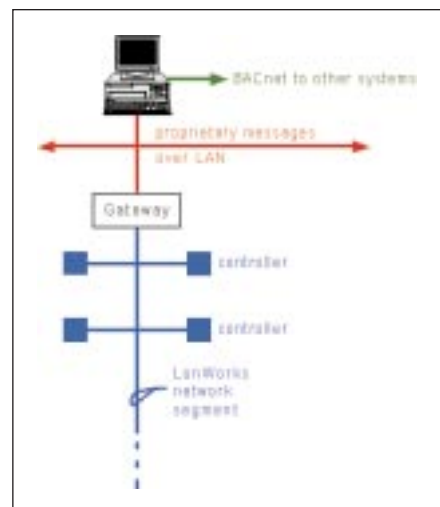 BACnet to other systems
proprietary messages
over LAN
Gateway
controller
controller
LonWorks
network
segment